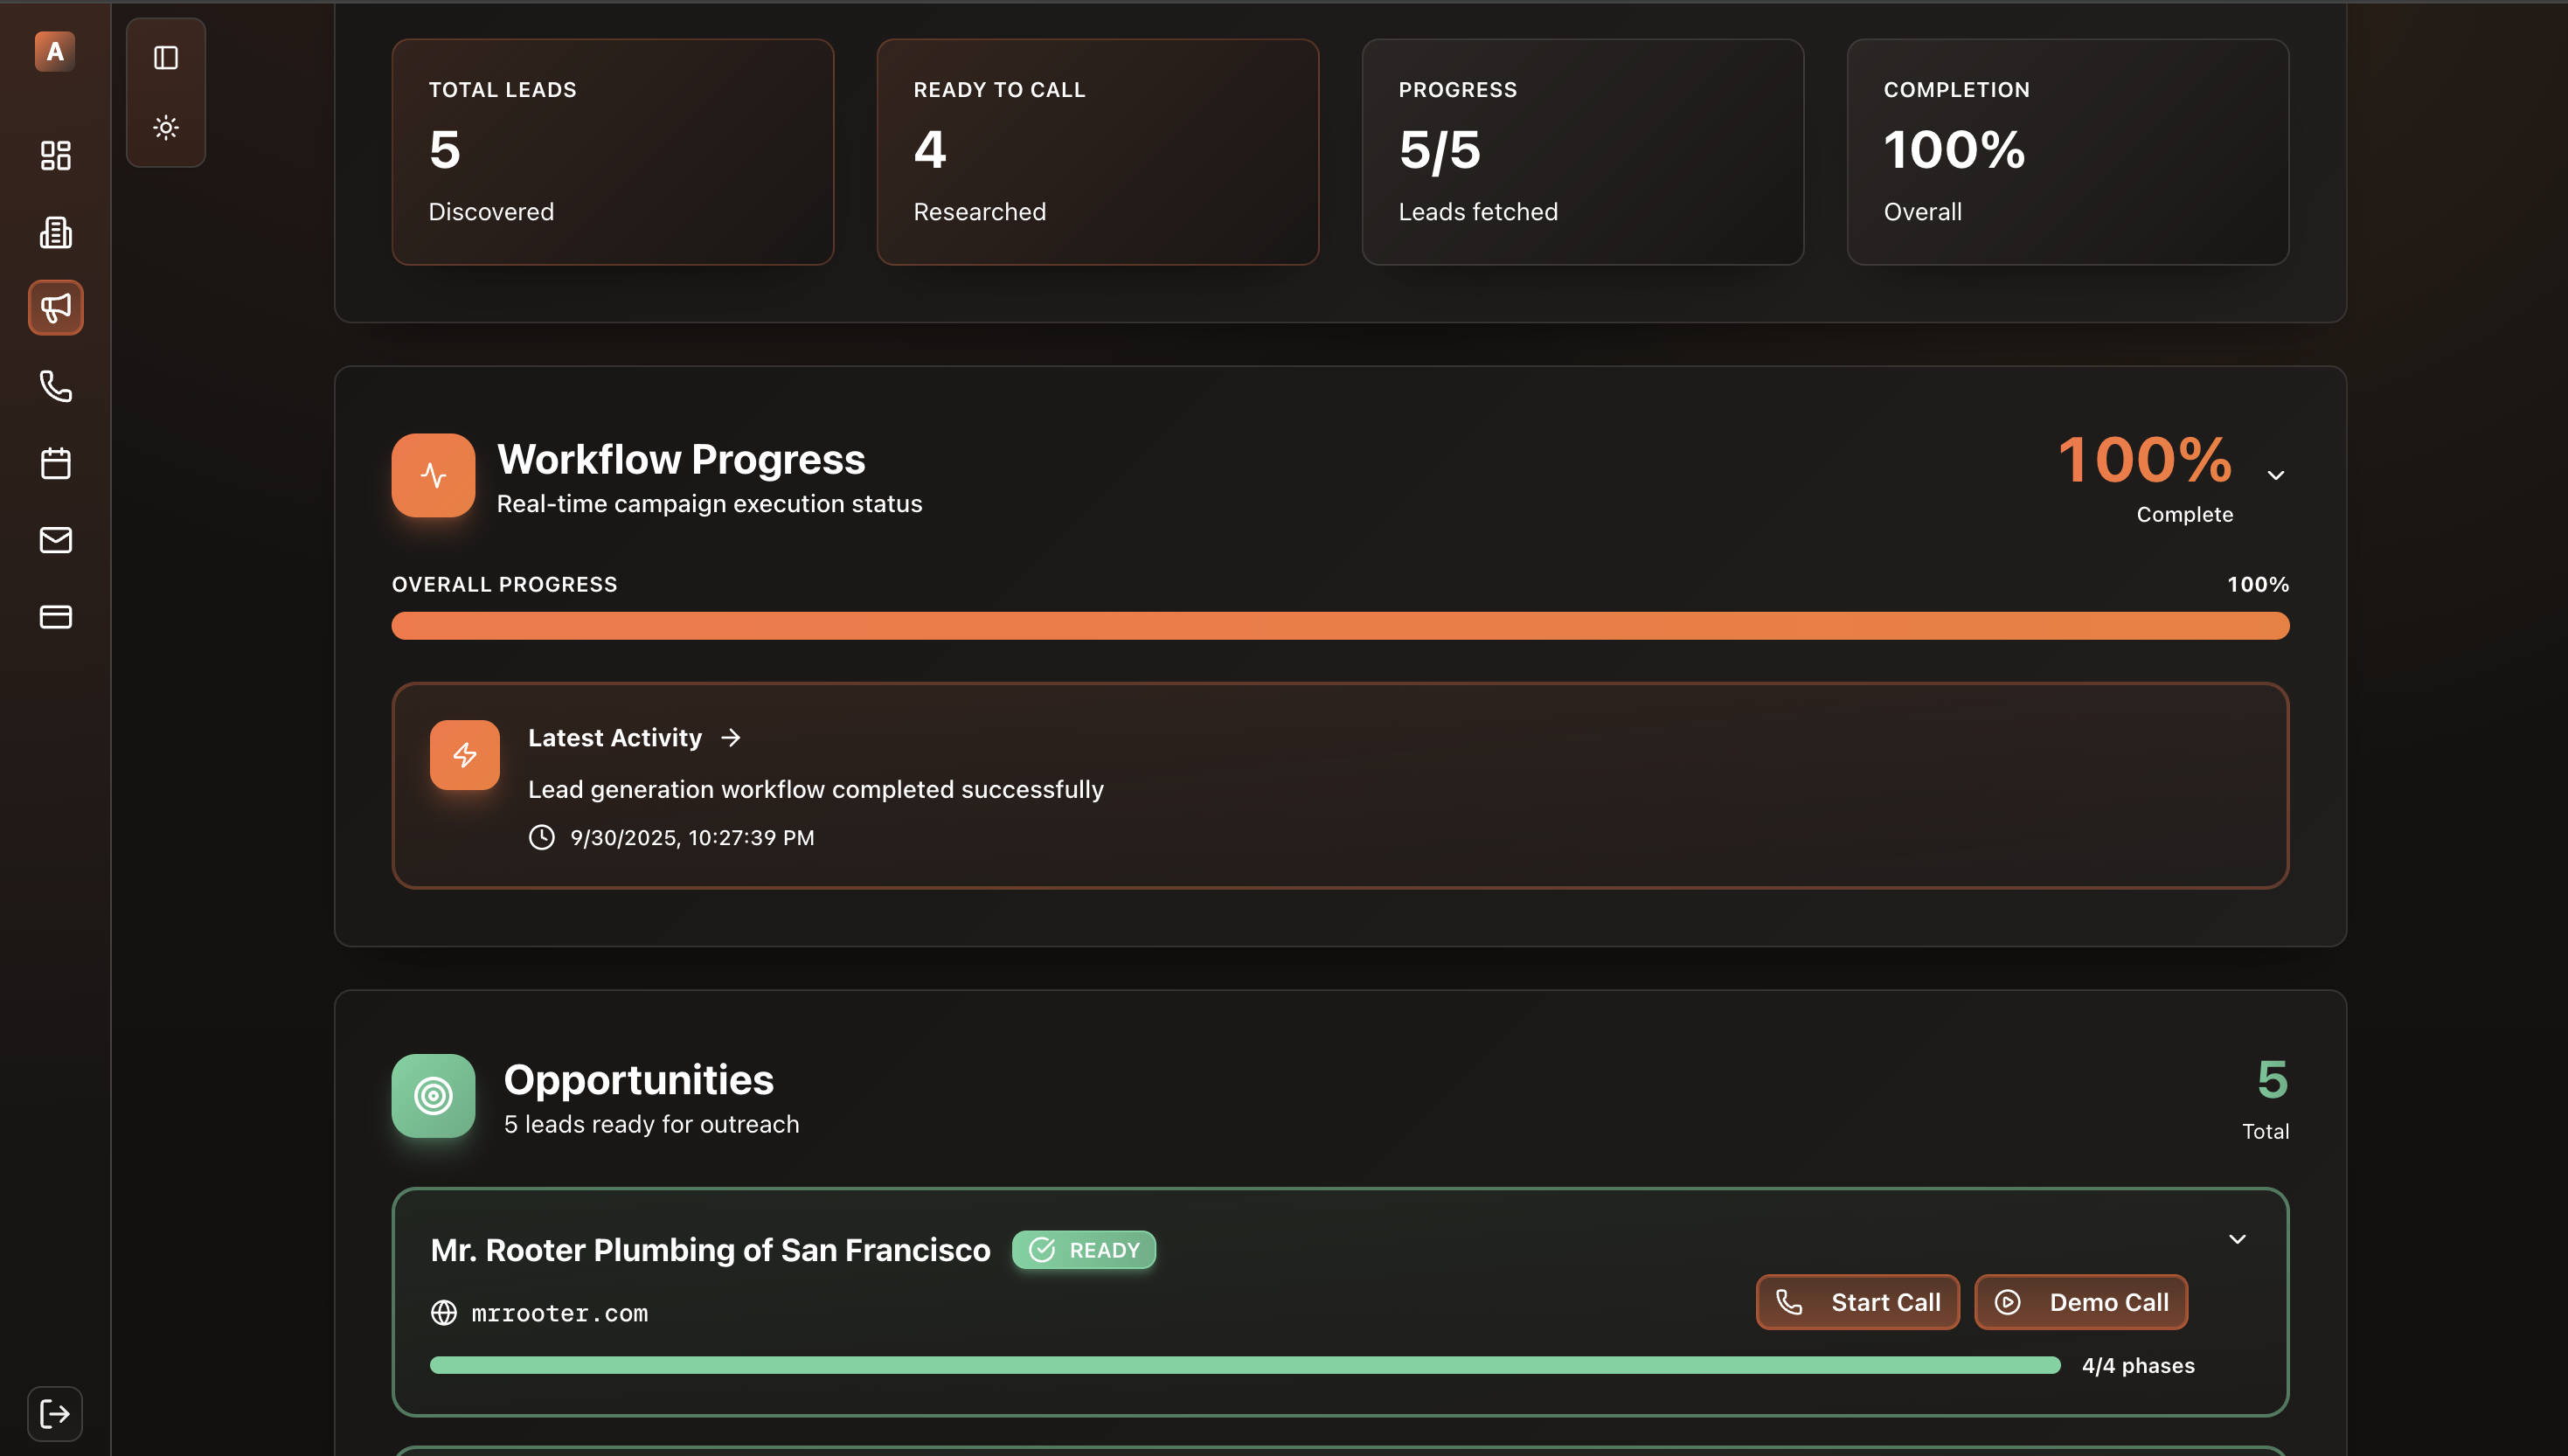 A
TOTAL LEADS
5
Discovered
READY TO CALL
4
Researched
PROGRESS
5/5
Leads fetched
COMPLETION
100%
Overall
Workflow Progress
Real-time campaign execution status
100%
Complete
OVERALL PROGRESS
100%
Latest Activity
Lead generation workflow completed successfully
9/30/2025, 10:27:39 PM
Opportunities
5 leads ready for outreach
5
Total
Mr. Rooter Plumbing of San Francisco
READY
mrrooter.com
Start Call
Demo Call
4/4 phases